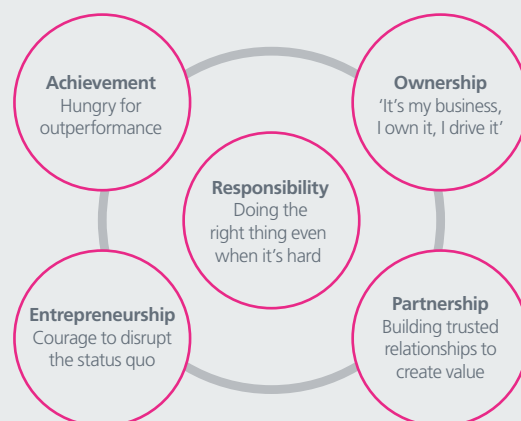 Achievement
Hungry for
outperformance
Ownership
‘It’s my business,
I own it, I drive it’
Responsibility
Doing the
right thing even
when it’s hard
Entrepreneurship
Courage to disrupt
the status quo
Partnership
Building trusted
relationships to
create value